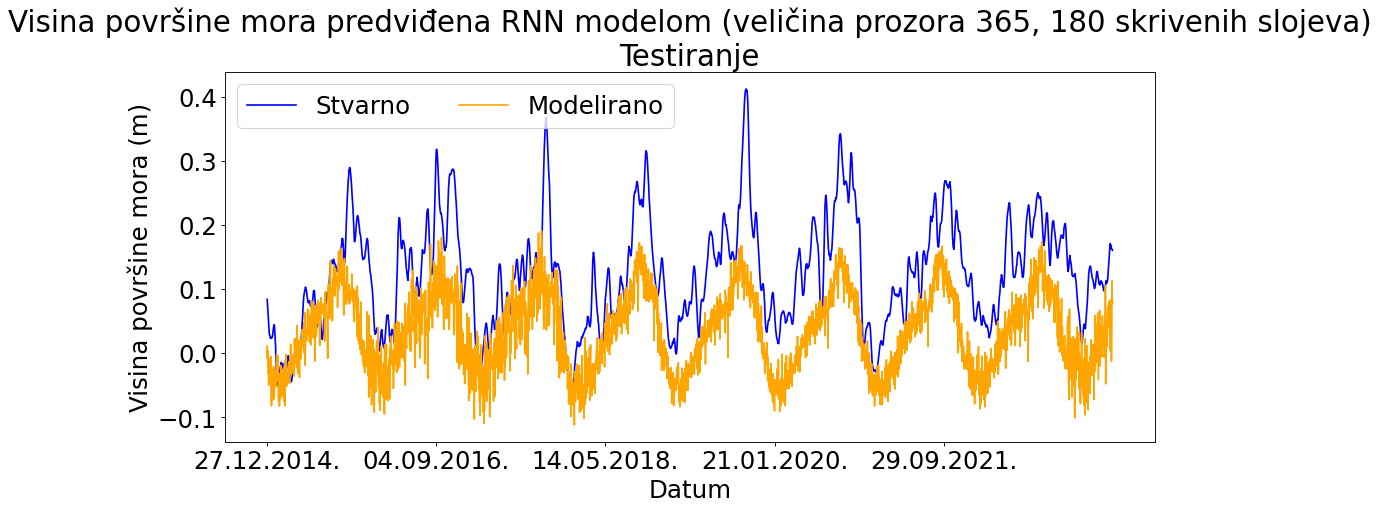 Visina površine mora predviđena RNN modelom (veličina prozora 365, 180 skrivenih slojeva)
Testiranje
Stvarno Modelirano
Visina površine mora (m)
0.4
0.3
0.2
0.1
0.0
−0.1
27.12.2014. 04.09.2016. 14.05.2018. 21.01.2020. 29.09.2021.
Datum